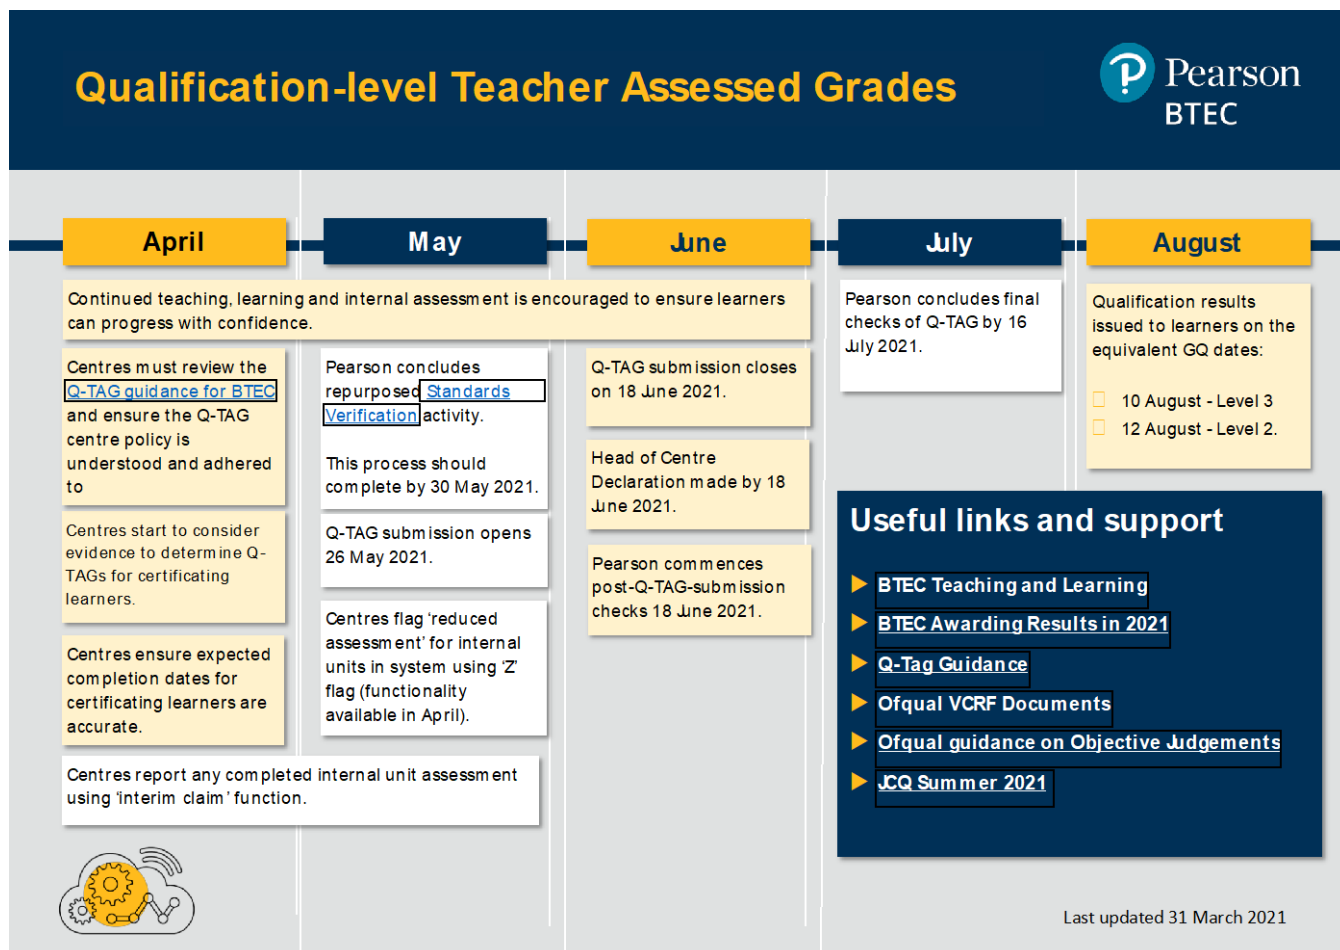 Qualification-level Teacher Assessed Grades
Pearson
BTEC
April
May
June
July
August
Continued teaching, learning and internal assessment is encouraged to ensure learners
can progress with confidence.
Centres must review the
Q-TAG guidance for BTEC
and ensure the Q-TAG
centre policy is
understood and adhered
to
Centres start to consider
evidence to determine Q-
TAGs for certificating
learners.
Centres ensure expected
completion dates for
certificating learners are
accurate.
Pearson concludes
repurposed Standards
Verification activity.
This process should
complete by 30 May 2021.
Q-TAG submission opens
26 May 2021.
Centres flag ‘reduced
assessment’ for internal
units in system using ‘Z’
flag (functionality
available in April).
Centres report any completed internal unit assessment
using ‘interim claim’ function.
Q-TAG submission closes
on 18 June 2021.
Head of Centre
Declaration made by 18
June 2021.
Pearson commences
post-Q-TAG-submission
checks 18 June 2021.
Pearson concludes final
checks of Q-TAG by 16
July 2021.
Qualification results
issued to learners on the
equivalent GQ dates:
10 August - Level 3
12 August - Level 2.
Useful links and support
BTEC Teaching and Learning
BTEC Awarding Results in 2021
Q-Tag Guidance
Ofqual VCRF Documents
Ofqual guidance on Objective Judgements
JCQ Summer 2021
Last updated 31 March 2021